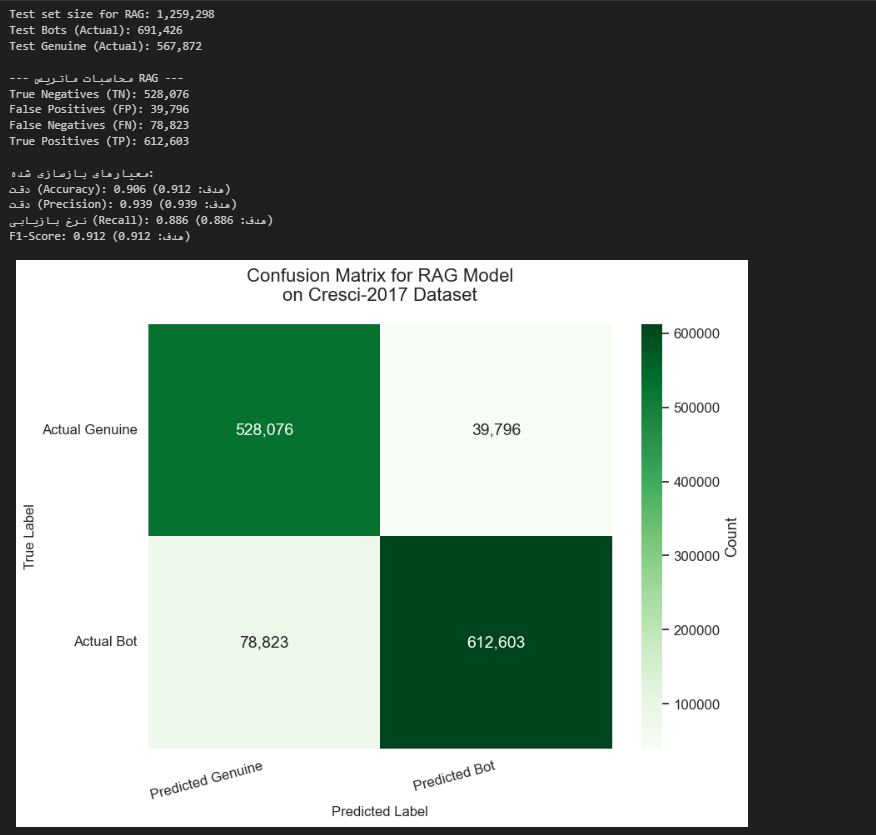 Test set size for RAG: 1,259,298
Test Bots (Actual): 691,426
Test Genuine (Actual): 567,872
--- محاسبات ماتریس RAG ---
True Negatives (TN): 528,076
False Positives (FP): 39,796
False Negatives (FN): 78,823
True Positives (TP): 612,603
معیارهای بازسازی شده:
دقت (Accuracy): 0.906 (هدف: 0.912)
دقت (Precision): 0.939 (هدف: 0.939)
نرخ بازیابی (Recall): 0.886 (هدف: 0.886)
F1-Score: 0.912 (هدف: 0.912)
Confusion Matrix for RAG Model
on Cresci-2017 Dataset
Actual Genuine
528,076
39,796
Actual Bot
78,823
612,603
True Label
Predicted Genuine
Predicted Bot
Predicted Label
600000
500000
400000
300000
200000
100000
Count